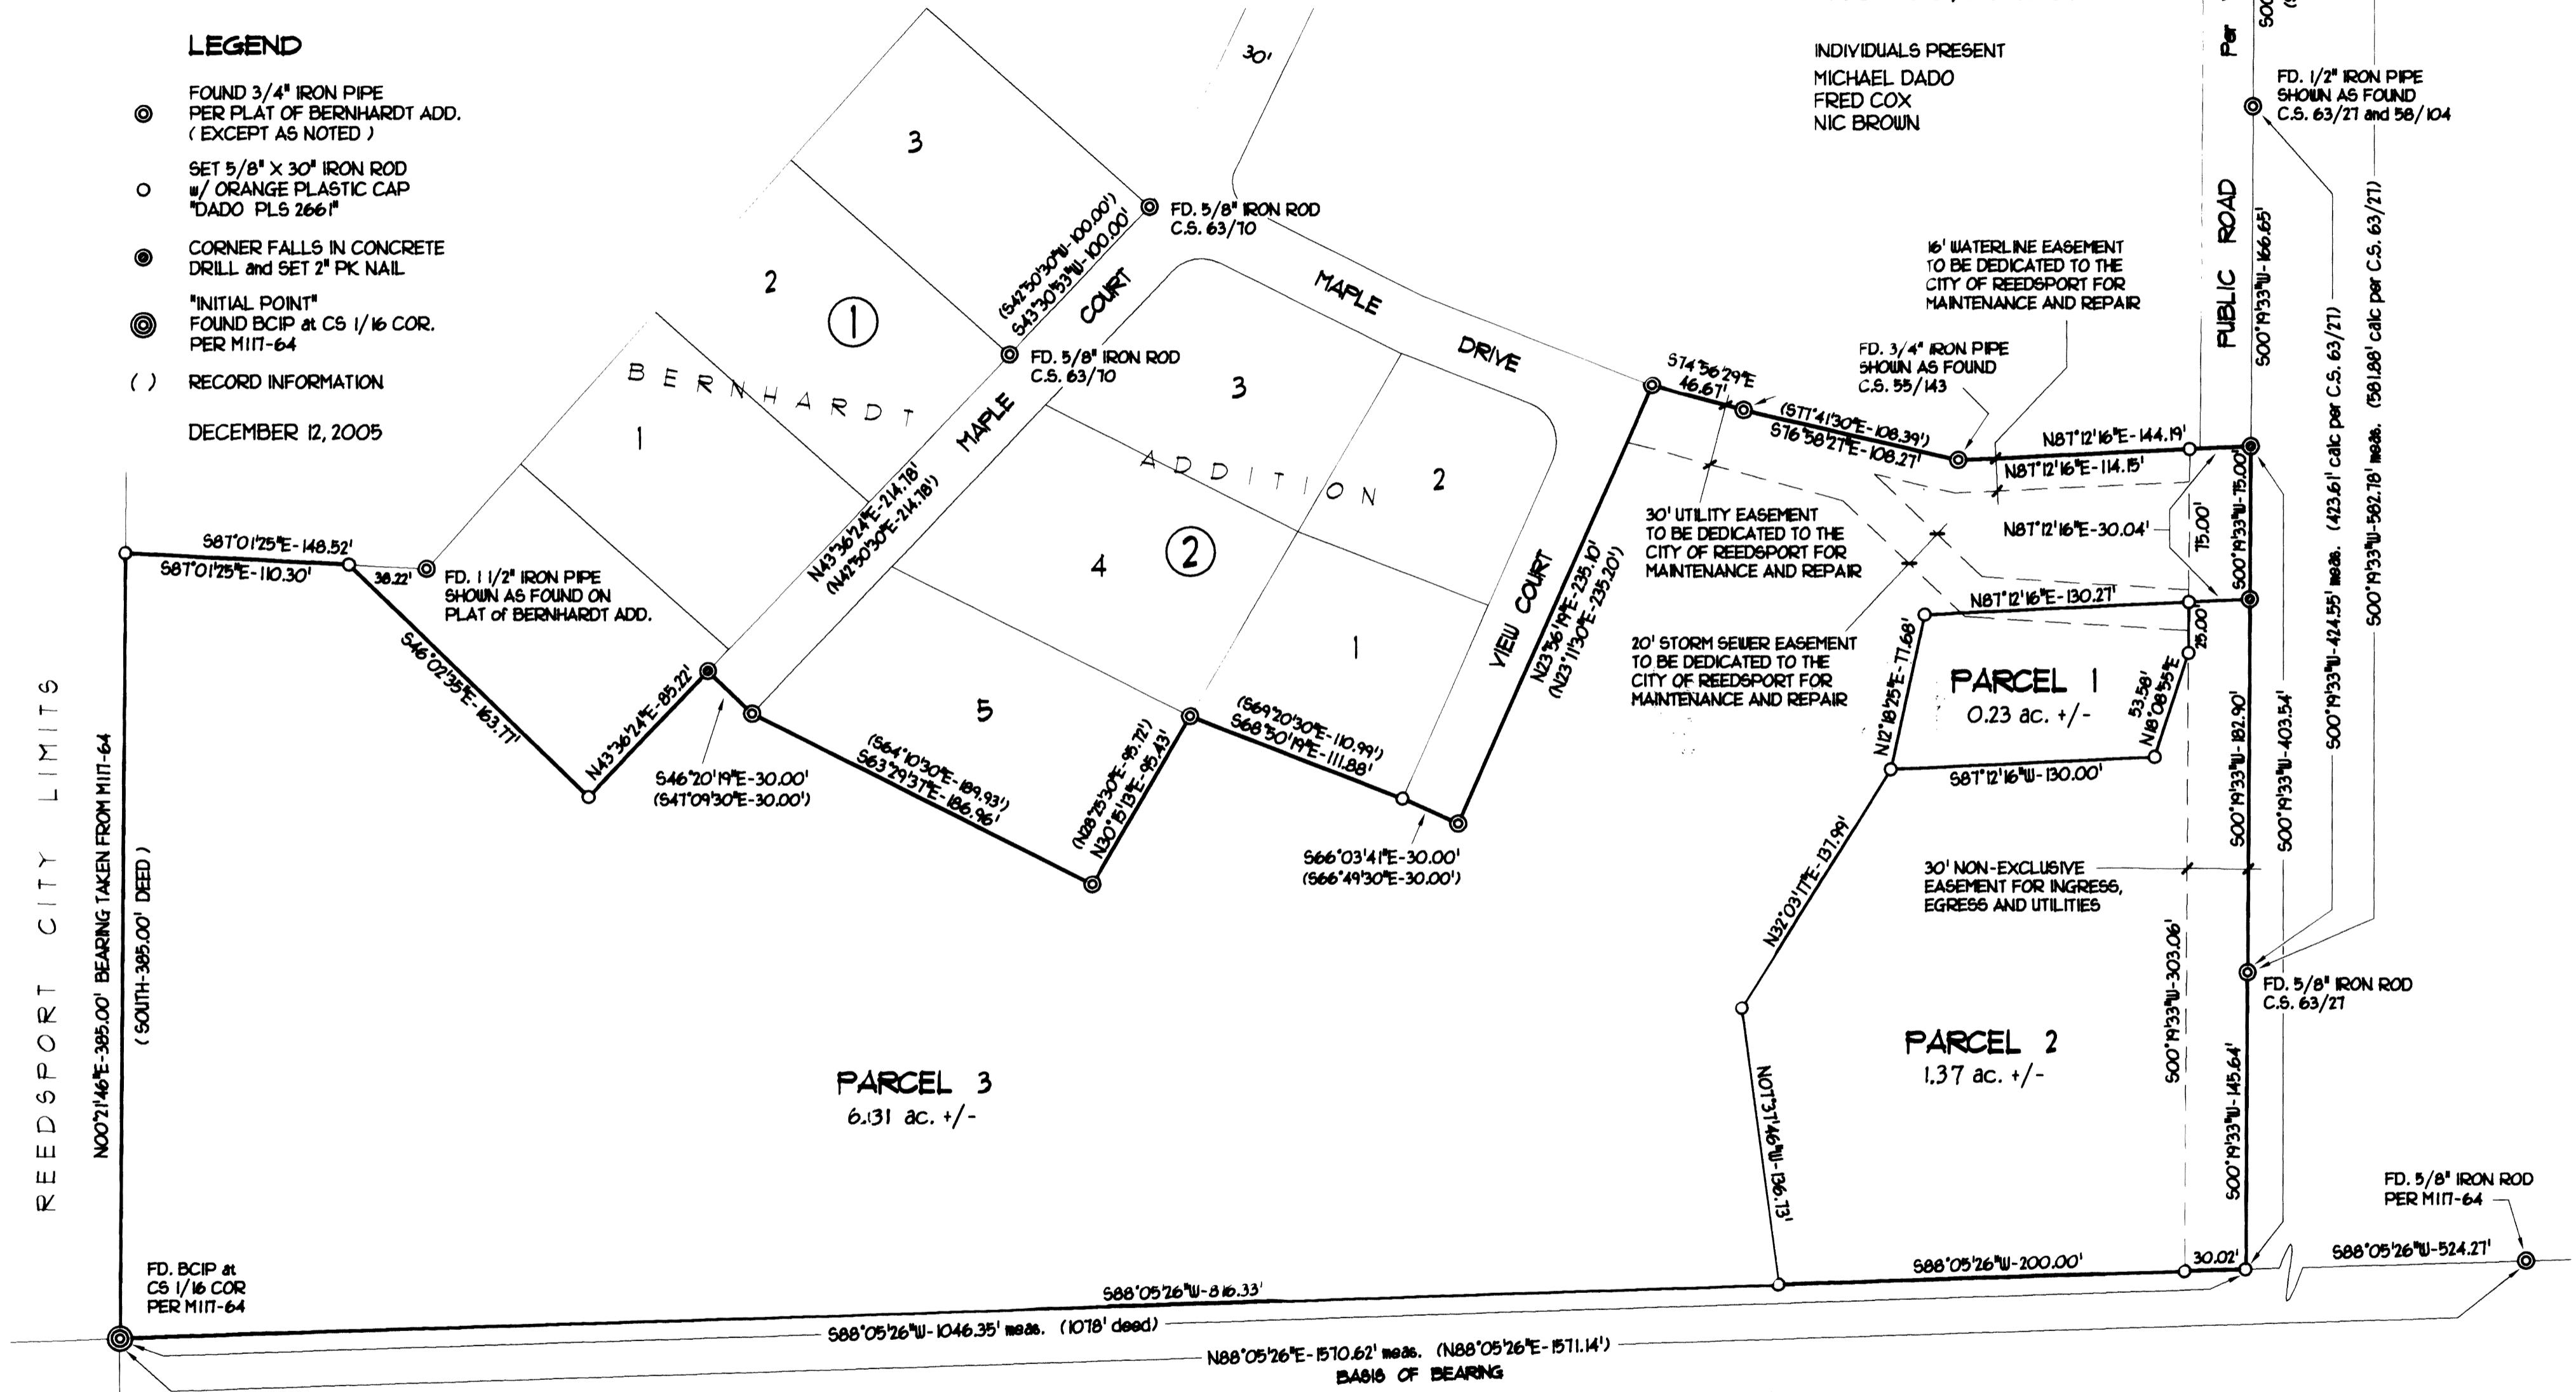 LEGEND
FOUND 3/4" IRON PIPE
PER PLAT OF BERNHARDT ADD.
( EXCEPT AS NOTED )
SET 5/8" X 30" IRON ROD
w/ ORANGE PLASTIC CAP
"DADO PLS 2661"
CORNER FALLS IN CONCRETE
DRILL and SET 2" PK NAIL
"INITIAL POINT"
FOUND BCIP at CS 1/16 COR.
PER M117-64
( ) RECORD INFORMATION
DECEMBER 12, 2005
INDIVIDUALS PRESENT
MICHAEL DADO
FRED COX
NIC BROWN
30'
Per
S00
FD. 1/2" IRON PIPE
SHOWN AS FOUND
C.S. 63/27 and 58/104
PUBLIC ROAD
S00°19'33"W-166.65'
3
2
1
1
BERNHARDT
ADDITION
(S42°50'30"W-100.00')
S43°30'53"W-100.00'
FD. 5/8" IRON ROD
C.S. 63/70
FD. 5/8" IRON ROD
C.S. 63/70
MAPLE COURT
MAPLE DRIVE
3
2
2
4
1
5
N43°36'24"E-214.78'
(N42°50'30"E-214.78')
VIEW COURT
N23°56'19"E-235.10'
(N23°11'30"E-235.20')
S74°56'29"E
46.67'
(S77°41'30"E-108.39')
S76°58'27"E-108.27'
FD. 3/4" IRON PIPE
SHOWN AS FOUND
C.S. 55/143
16' WATERLINE EASEMENT
TO BE DEDICATED TO THE
CITY OF REEDSPORT FOR
MAINTENANCE AND REPAIR
N87°12'16"E-144.19'
N87°12'16"E-114.15'
N87°12'16"E-30.04'
75.00'
S00°19'33"W-75.00'
30' UTILITY EASEMENT
TO BE DEDICATED TO THE
CITY OF REEDSPORT FOR
MAINTENANCE AND REPAIR
20' STORM SEWER EASEMENT
TO BE DEDICATED TO THE
CITY OF REEDSPORT FOR
MAINTENANCE AND REPAIR
N87°12'16"E-130.27'
25.00'
N12°18'25"E-77.68'
PARCEL 1
0.23 ac. +/-
53.58'
N18°08'55"E
S87°12'16"W-130.00'
S00°19'33"W-182.90'
S00°19'33"W-403.54'
S00°19'33"W-424.55' meas. (423.61' calc per C.S. 63/27)
S00°19'33"W-582.78' meas. (581.88' calc per C.S. 63/27)
S87°01'25"E-148.52'
S87°01'25"E-110.30'
38.22'
FD. 1 1/2" IRON PIPE
SHOWN AS FOUND ON
PLAT of BERNHARDT ADD.
S46°02'35"E-163.77'
N43°36'24"E-85.22'
S46°20'19"E-30.00'
(S47°09'30"E-30.00')
(S64°10'30"E-189.93')
S63°29'37"E-186.96'
(N28°25'30"E-95.72')
N30°15'13"E-95.43'
(S69°20'30"E-110.99')
S68°50'19"E-111.88'
S66°03'41"E-30.00'
(S66°49'30"E-30.00')
REEDSPORT CITY LIMITS
N00°21'46"E-385.00' BEARING TAKEN FROM M117-64
( SOUTH-385.00' DEED )
N32°03'17"E-137.99'
30' NON-EXCLUSIVE
EASEMENT FOR INGRESS,
EGRESS AND UTILITIES
S00°19'33"W-303.06'
FD. 5/8" IRON ROD
C.S. 63/27
PARCEL 3
6.31 ac. +/-
PARCEL 2
1.37 ac. +/-
N07°37'46"W-136.73'
S00°19'33"W-145.64'
FD. 5/8" IRON ROD
PER M117-64
FD. BCIP at
CS 1/16 COR
PER M117-64
S88°05'26"W-816.33'
S88°05'26"W-200.00'
30.02'
S88°05'26"W-524.27'
S88°05'26"W-1046.35' meas. (1078' deed)
N88°05'26"E-1570.62' meas. (N88°05'26"E-1571.14')
BASIS OF BEARING